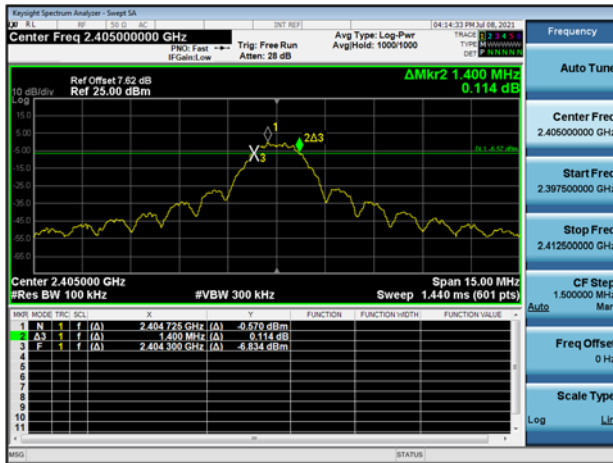 Keysight Spectrum Analyzer - Swept SA
RL RF 50 Ω AC INT REF 04:14:33 PM Jul 08, 2021
Center Freq 2.405000000 GHz
PNO: Fast
IFGain:Low
Trig: Free Run
Atten: 28 dB
Avg Type: Log-Pwr
Avg|Hold: 1000/1000
TRACE 1 2 3 4 5 6
TYPE M W W W W W
DET P N N N N N
Ref Offset 7.62 dB
Ref 25.00 dBm
ΔMkr2 1.400 MHz
0.114 dB
10 dB/div
Log
15.0
5.00
-5.00
-15.0
-25.0
-35.0
-45.0
-55.0
-65.0
1
2Δ3
3
DL1 -6.57 dBm
Center 2.405000 GHz
Span 15.00 MHz
#Res BW 100 kHz
#VBW 300 kHz
Sweep 1.440 ms (601 pts)
MKR MODE TRC SCL X Y FUNCTION FUNCTION WIDTH FUNCTION VALUE
1 N 1 f (Δ) 2.404 725 GHz (Δ) -0.570 dBm
2 Δ3 1 f (Δ) 1.400 MHz (Δ) 0.114 dB
3 F 1 f (Δ) 2.404 300 GHz (Δ) -6.834 dBm
4
5
6
7
8
9
10
11
MSG STATUS
Frequency
Auto Tune
Center Freq
2.405000000 GHz
Start Freq
2.397500000 GHz
Stop Freq
2.412500000 GHz
CF Step
1.500000 MHz
Auto Man
Freq Offset
0 Hz
Scale Type
Log Lin